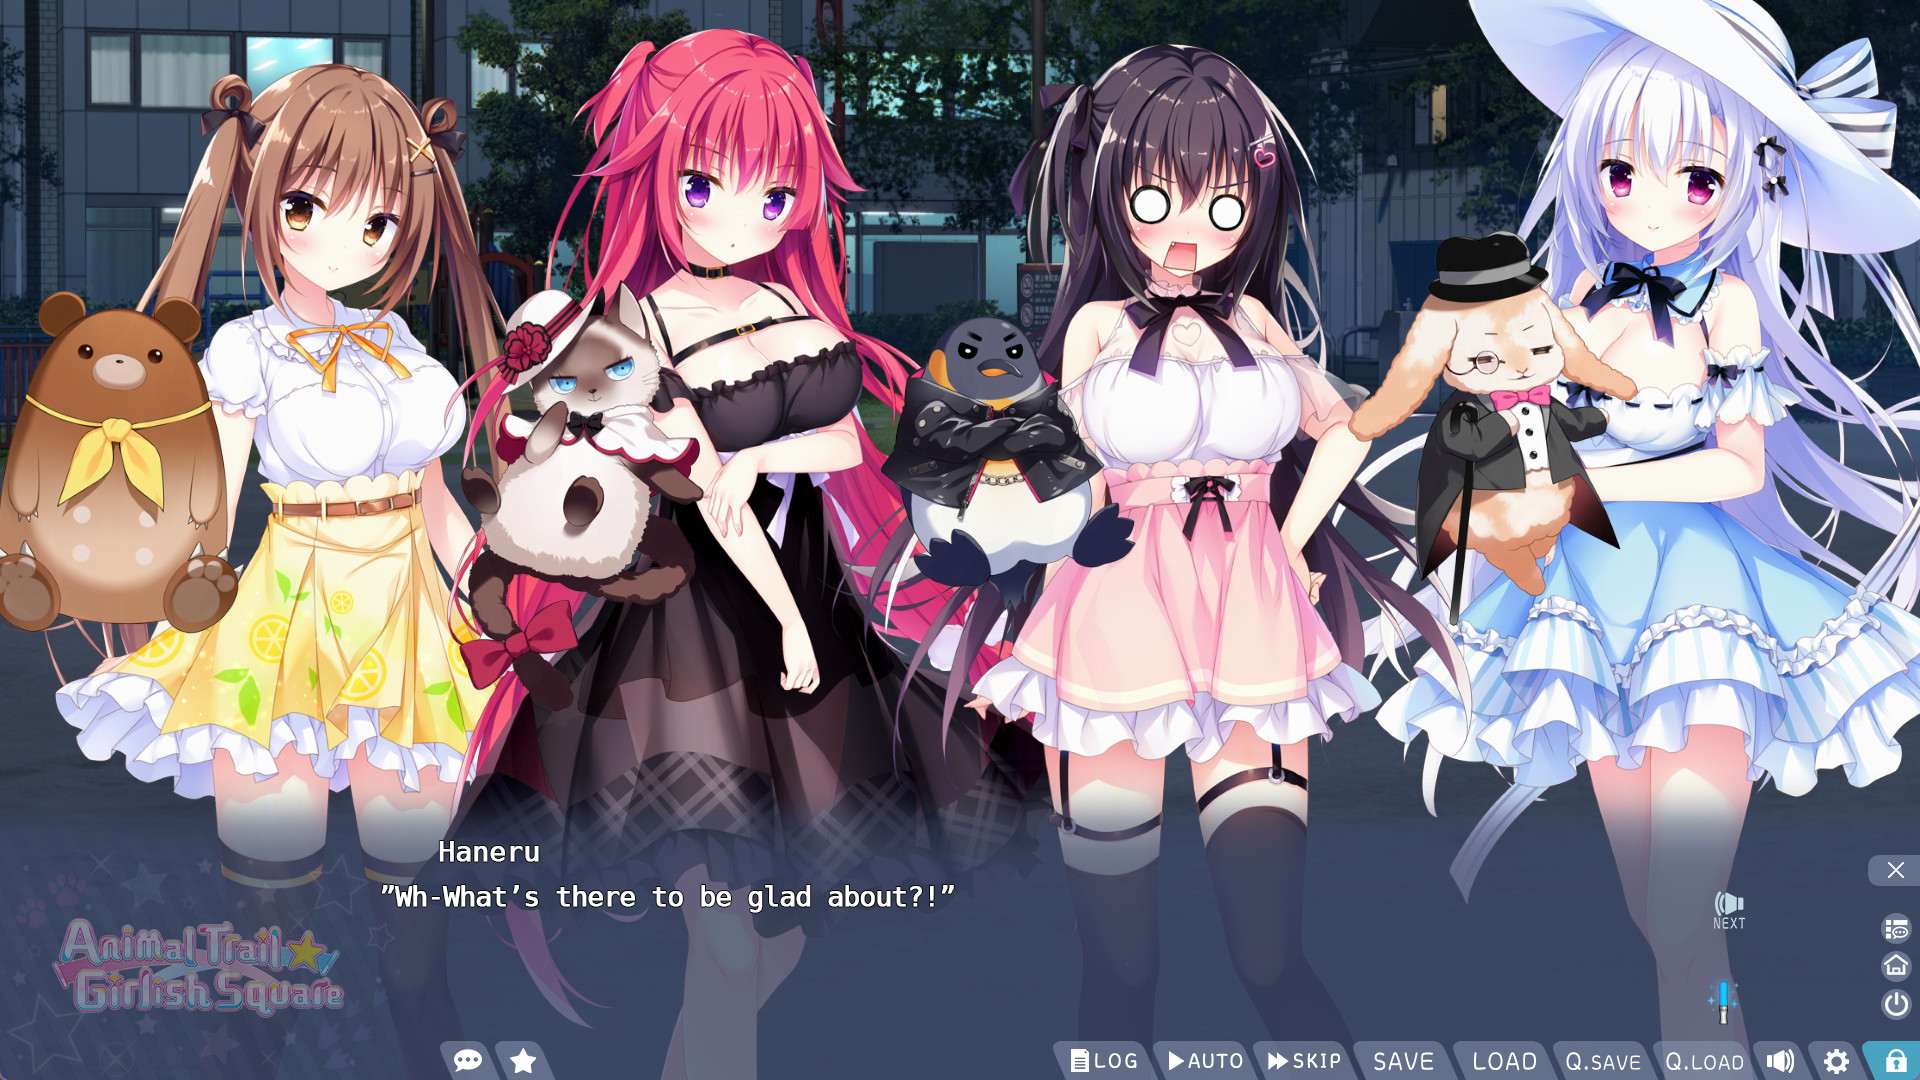 Haneru
”Wh-What’s there to be glad about?!”
NEXT
Animal Trail
Girlish Square
LOG
AUTO
SKIP
SAVE
LOAD
Q.SAVE
Q.LOAD